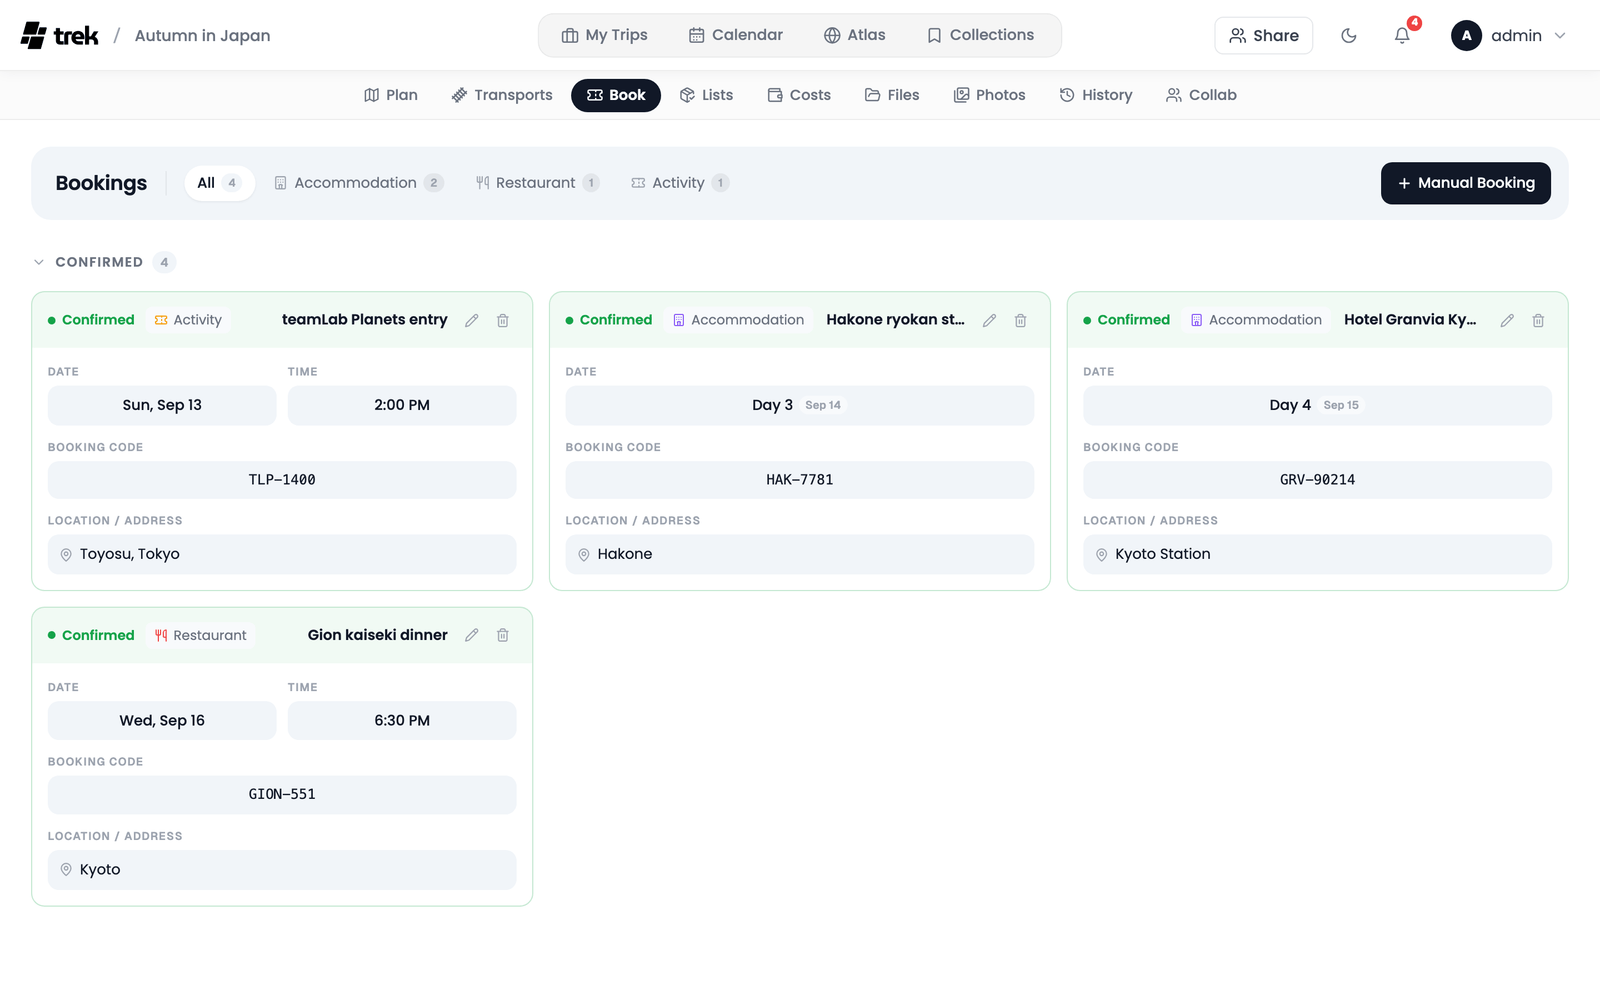 trek / Autumn in Japan
My Trips Calendar Atlas Collections
Share 4 A admin
Plan Transports Book Lists Costs Files Photos History Collab
Bookings All 4 Accommodation 2 Restaurant 1 Activity 1
+ Manual Booking
CONFIRMED 4
Confirmed Activity teamLab Planets entry
DATE TIME
Sun, Sep 13 2:00 PM
BOOKING CODE
TLP-1400
LOCATION / ADDRESS
Toyosu, Tokyo
Confirmed Accommodation Hakone ryokan st...
DATE
Day 3 Sep 14
BOOKING CODE
HAK-7781
LOCATION / ADDRESS
Hakone
Confirmed Accommodation Hotel Granvia Ky...
DATE
Day 4 Sep 15
BOOKING CODE
GRV-90214
LOCATION / ADDRESS
Kyoto Station
Confirmed Restaurant Gion kaiseki dinner
DATE TIME
Wed, Sep 16 6:30 PM
BOOKING CODE
GION-551
LOCATION / ADDRESS
Kyoto